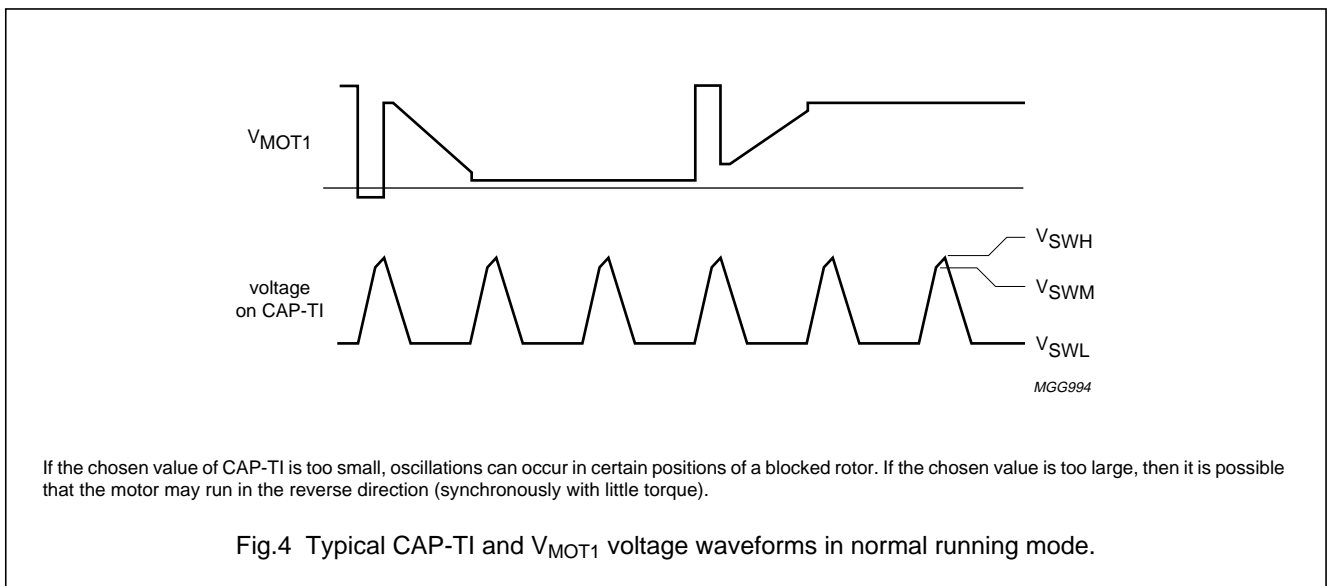 VMOT1
VSWH
voltage
on CAP-TI
VSWM
VSWL
MGG994
If the chosen value of CAP-TI is too small, oscillations can occur in certain positions of a blocked rotor. If the chosen value is too large, then it is possible
that the motor may run in the reverse direction (synchronously with little torque).
Fig.4 Typical CAP-TI and VMOT1 voltage waveforms in normal running mode.